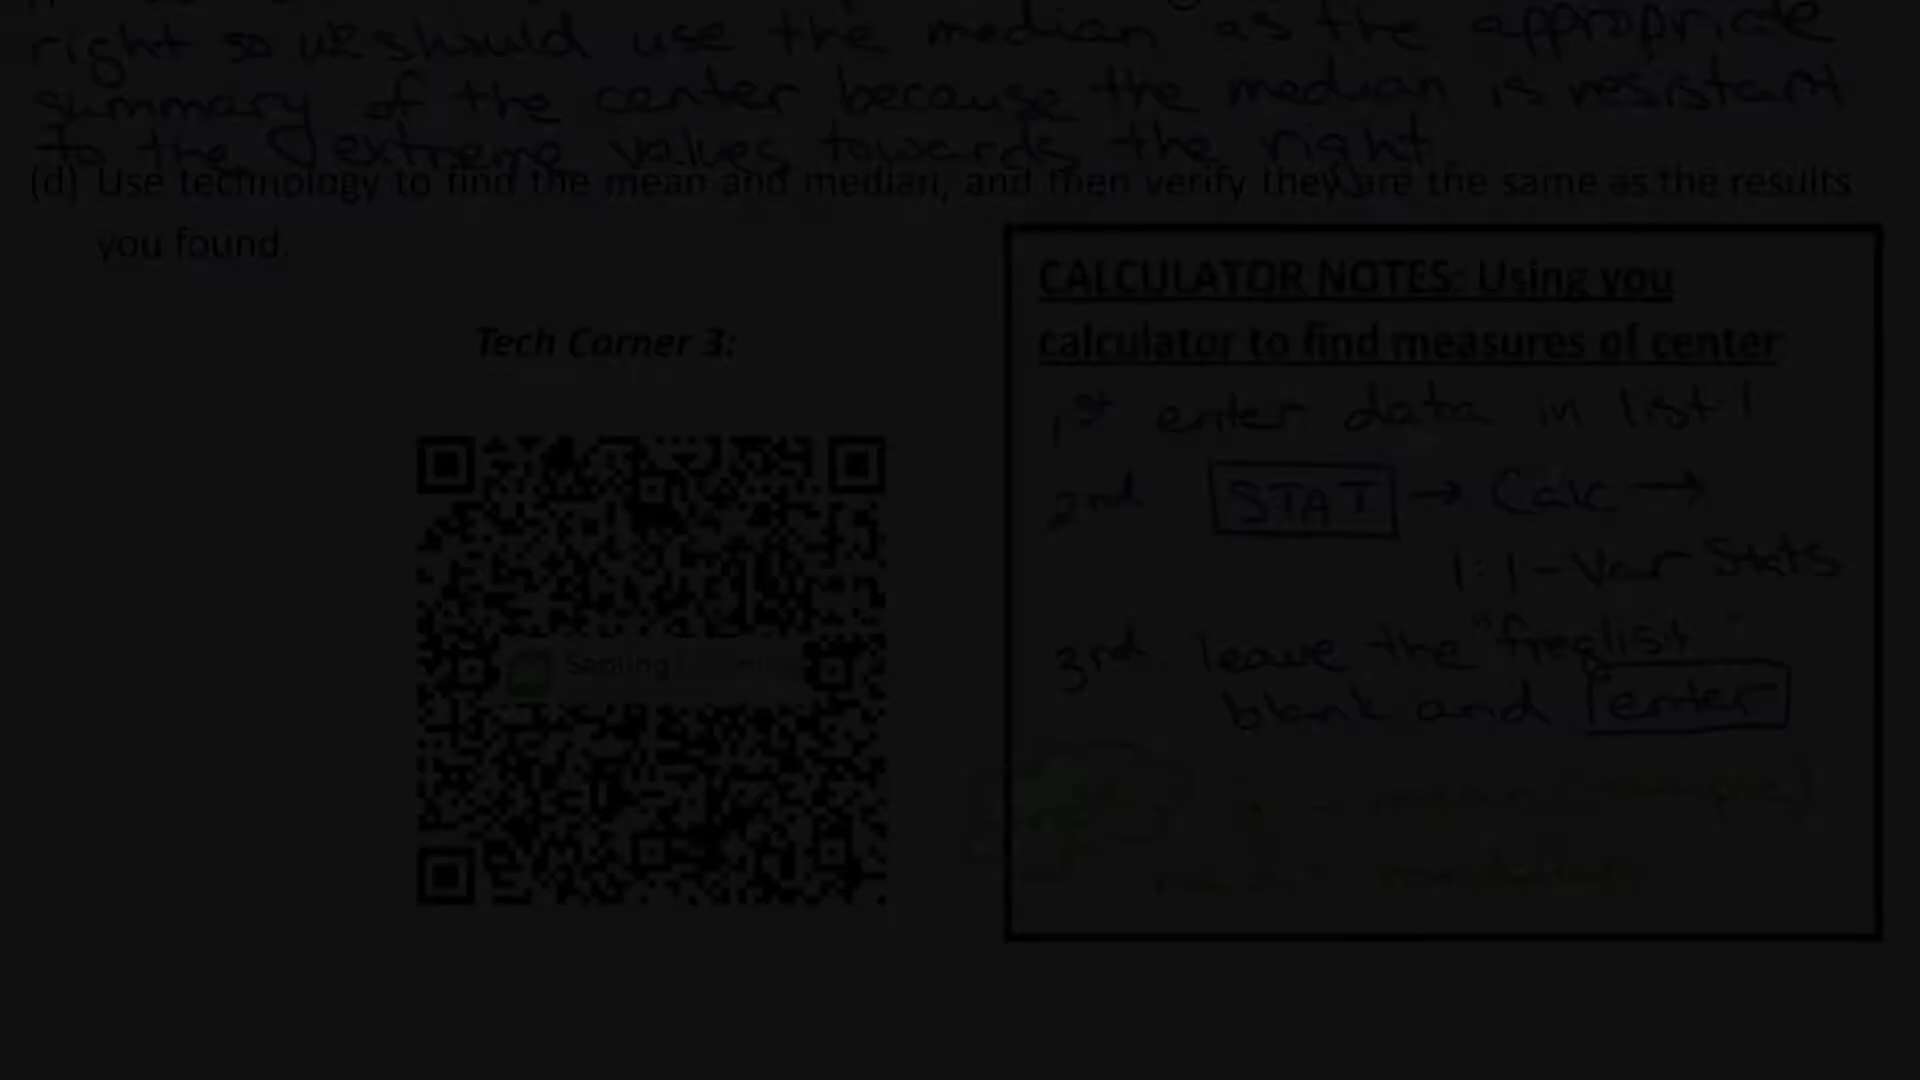 right so we should use the median as the appropriate
summary of the center because the median is resistant
to the extreme values towards the right
(d) Use technology to find the mean and median, and then verify they are the same as the results
you found.
Tech Corner 3:
CALCULATOR NOTES: Using you
calculator to find measures of center
1st enter data in list 1
2nd STAT → Calc →
1:1-Var Stats
3rd leave the "freqlist"
blank and enter
mean (sample)
med = median